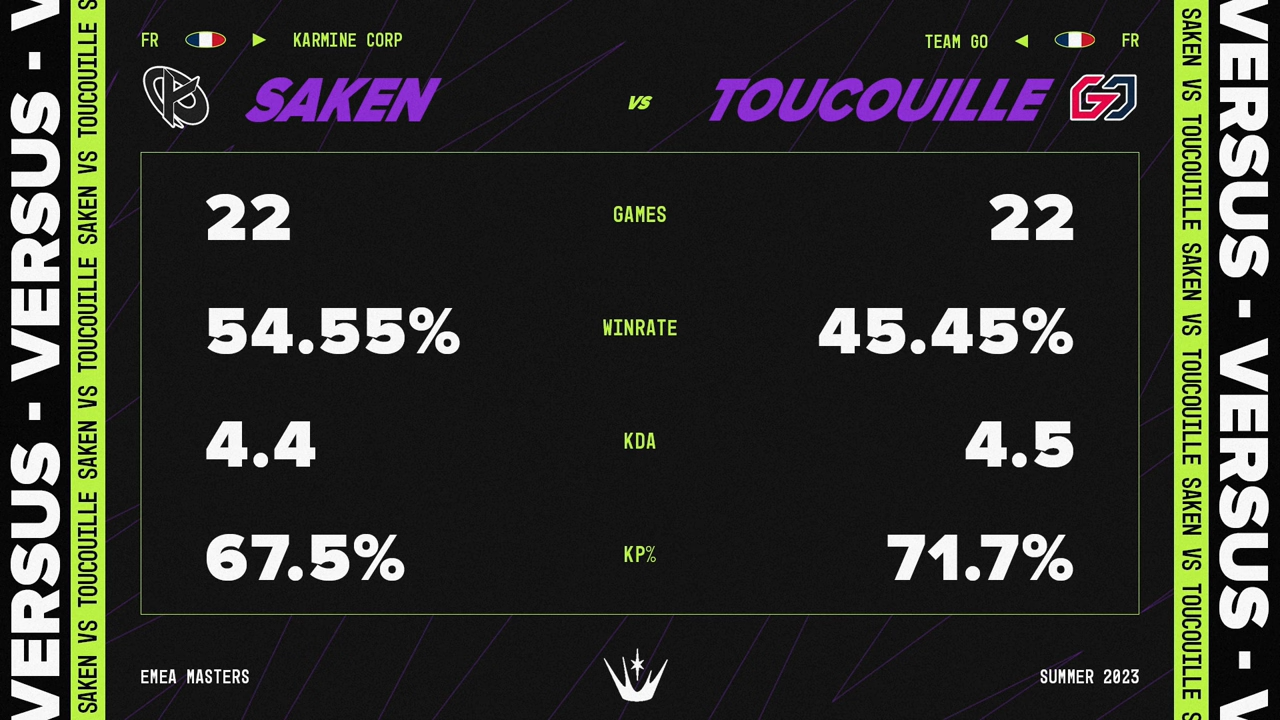 FR KARMINE CORP
TEAM GO FR
SAKEN VS TOUCOUILLE
22 GAMES 22
54.55% WINRATE 45.45%
4.4 KDA 4.5
67.5% KP% 71.7%
EMEA MASTERS
SUMMER 2023
VERSUS - VERSUS -
SAKEN VS TOUCOUILLE SAKEN VS TOUCOUILLE SAKEN VS TOUCOUILLE
SAKEN VS TOUCOUILLE SAKEN VS TOUCOUILLE SAKEN VS TOUCOUILLE
VERSUS - VERSUS -